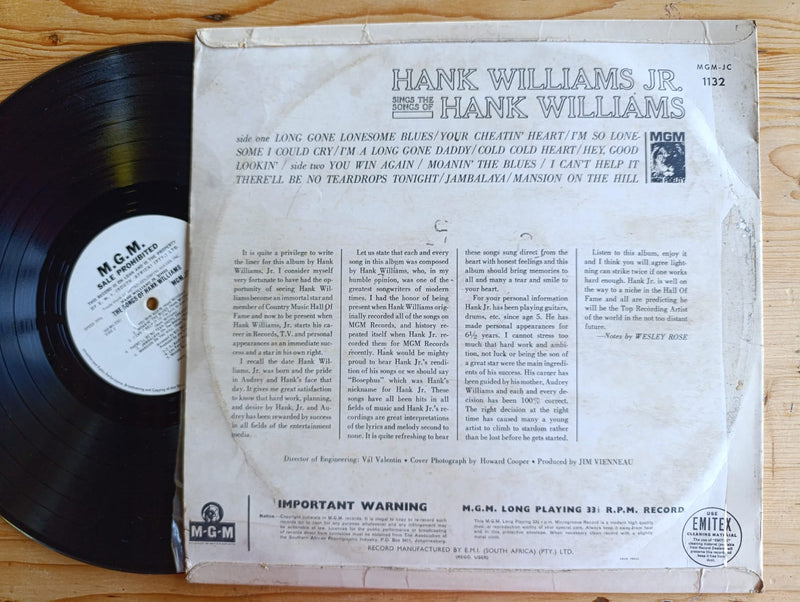 HANK WILLIAMS JR.
SINGS THE
SONGS OF
HANK WILLIAMS
MGM-JC
1132
side one LONG GONE LONESOME BLUES/YOUR CHEATIN' HEART/I'M SO LONE-
SOME I COULD CRY/I'M A LONG GONE DADDY/COLD COLD HEART/HEY, GOOD
LOOKIN'/ side two YOU WIN AGAIN / MOANIN' THE BLUES / I CAN'T HELP IT
THERE'LL BE NO TEARDROPS TONIGHT/JAMBALAYA/MANSION ON THE HILL
MGM
HIGH FIDELITY
It is quite a privilege to write
the liner for this album by Hank
Williams, Jr. I consider myself
very fortunate to have had the op-
portunity of seeing Hank Wil-
liams become an immortal star and
member of Country Music Hall Of
Fame and now to be present when
Hank Williams, Jr. starts his ca-
reer in Records, T.V. and personal
appearances as an immediate suc-
cess and a star in his own right.
I recall the date Hank Wil-
liams, Jr. was born and the pride
in Audrey and Hank's face that
day. It gives me great satisfaction
to know that hard work, planning,
and desire by Hank, Jr. and Au-
drey has been rewarded by success
in all fields of the entertainment
media.
Let us state that each and every
song in this album was composed
by Hank Williams, who, in my
humble opinion, was one of the
greatest songwriters of modern
times. I had the honor of being
present when Hank Williams orig-
inally recorded all of the songs on
MGM Records, and history re-
peated itself when Hank Jr. re-
corded them for MGM Records
recently. Hank would be mighty
proud to hear Hank Jr.'s rendi-
tion of his songs or we should say
"Bosephus" which was Hank's
nickname for Hank Jr. These
songs have all been hits in all
fields of music and Hank Jr.'s re-
cordings are great interpretations
of the lyrics and melody second to
none. It is quite refreshing to hear
these songs sung direct from the
heart with honest feelings and this
album should bring memories to
all and many a tear and smile to
your heart.
For your personal information
Hank Jr. has been playing guitars,
drums, etc. since age 5. He has
made personal appearances for
6½ years. I cannot stress too
much that hard work and ambi-
tion, not luck or being the son of
a great star were the main ingredi-
ents of his success. His career has
been guided by his mother, Audrey
Williams and each and every de-
cision has been 100% correct.
The right decision at the right
time has caused many a young
artist to climb to stardom rather
than be lost before he gets started.
Listen to this album, enjoy it
and I think you will agree light-
ning can strike twice if one works
hard enough. Hank Jr. is well on
the way to a niche in the Hall Of
Fame and all are predicting he
will be the Top Recording Artist
of the world in the not too distant
future.
—Notes by WESLEY ROSE
Director of Engineering: Val Valentin • Cover Photograph by Howard Cooper • Produced by JIM VIENNEAU
M-G-M
IMPORTANT WARNING
M.G.M. LONG PLAYING 33⅓ R.P.M. RECORD
RECORD MANUFACTURED BY E.M.I. (SOUTH AFRICA) (PTY.) LTD.
(REGD. USER)
USE
EMITEX
CLEANING MATERIAL
M.G.M.
SALE PROHIBITED
THE SONGS OF HANK WILLIAMS